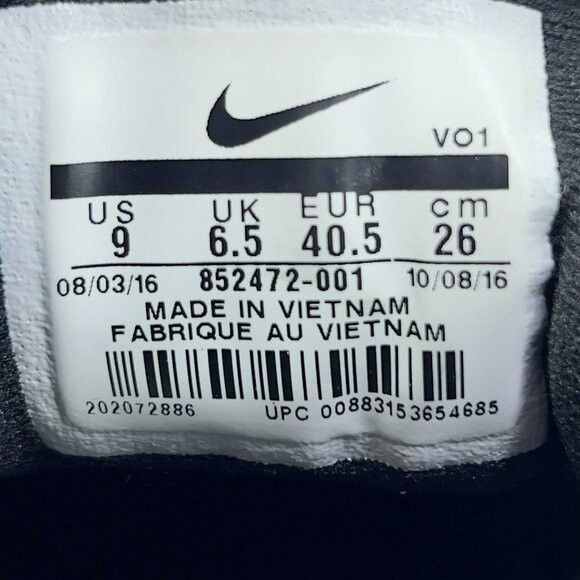 VO1
US UK EUR cm
9 6.5 40.5 26
08/03/16 852472-001 10/08/16
MADE IN VIETNAM
FABRIQUE AU VIETNAM
202072886 UPC 00883153654685